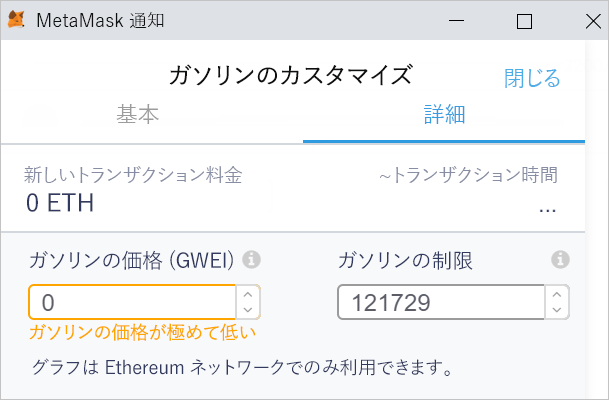 MetaMask 通知
ガソリンのカスタマイズ
閉じる
基本
詳細
新しいトランザクション料金
~トランザクション時間
0 ETH
...
ガソリンの価格 (GWEI)
ガソリンの制限
0
121729
ガソリンの価格が極めて低い
グラフは Ethereum ネットワークでのみ利用できます。